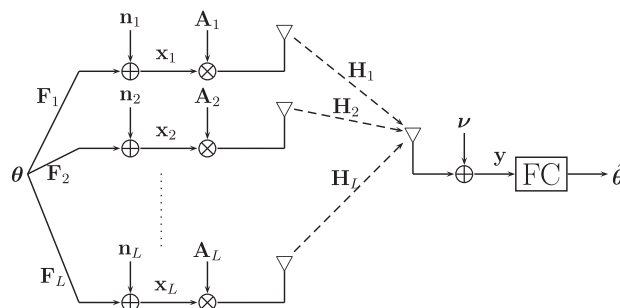 n₁ A₁
x₁
F₁ H₁
n₂ A₂ H₂
x₂ ν
θ F₂ y FC θ̂
H_L
n_L A_L
F_L x_L